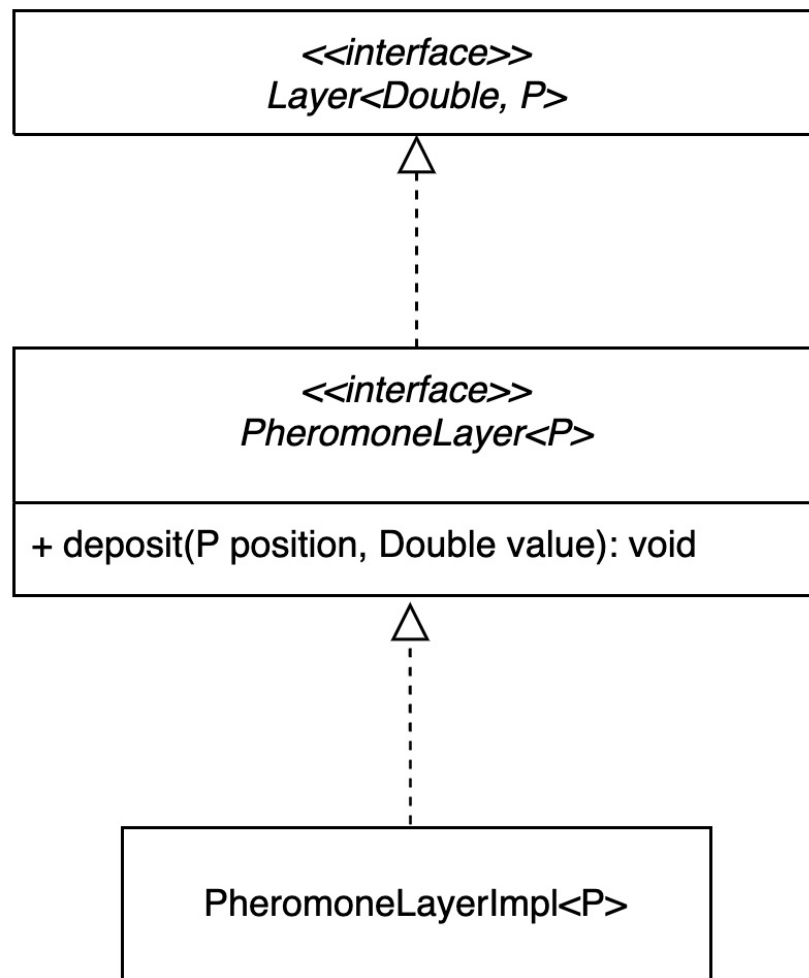 <<interface>>
Layer<Double, P>
<<interface>>
PheromoneLayer<P>
+ deposit(P position, Double value): void
PheromoneLayerImpl<P>